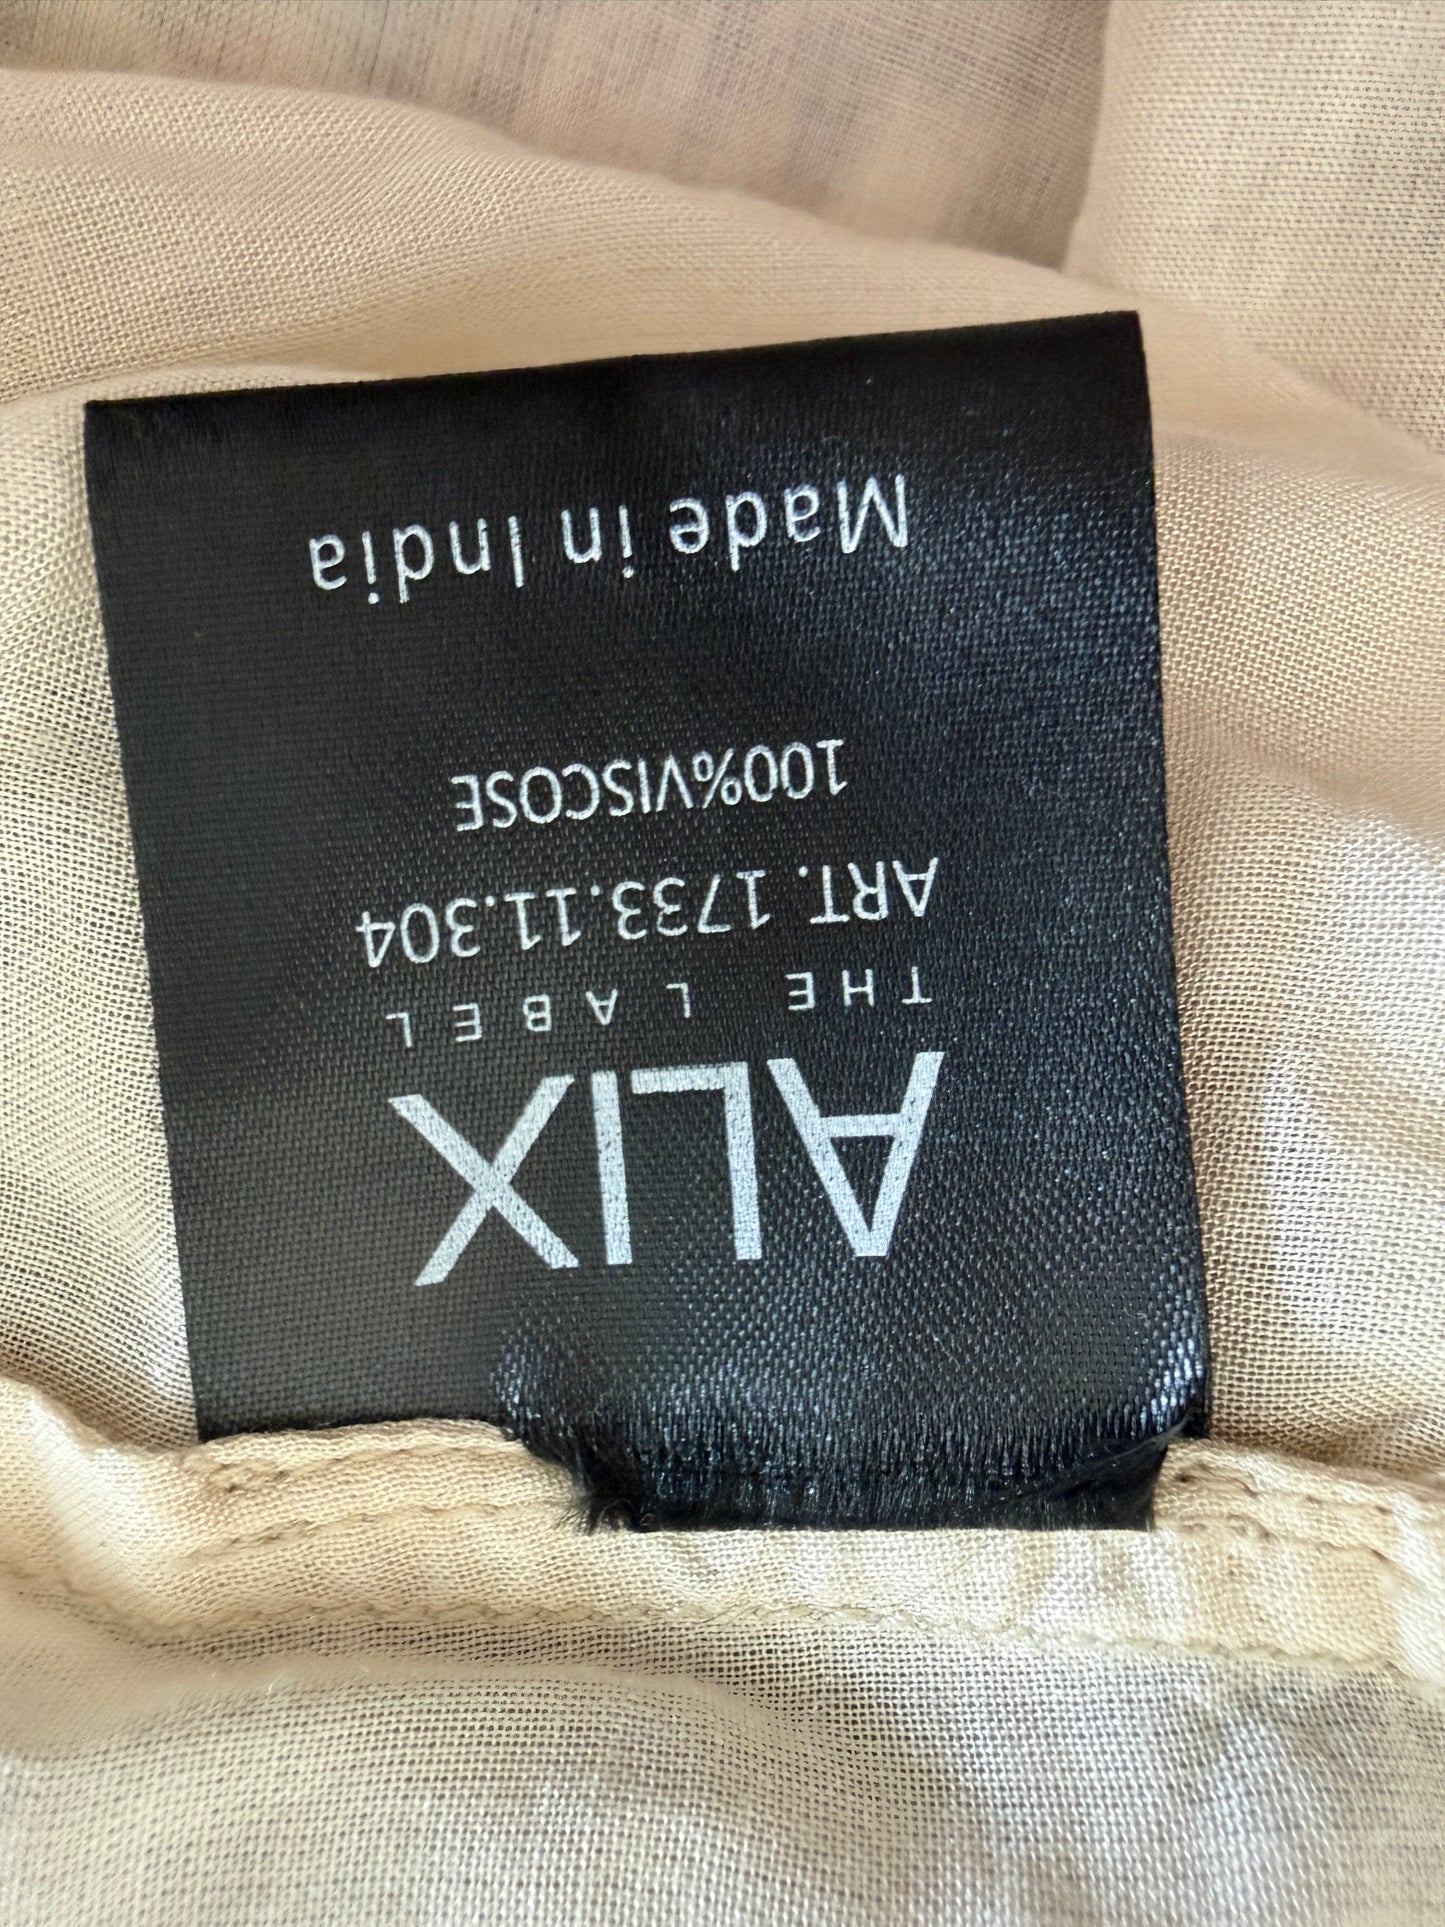 ALIX
THE LABEL
ART. 1733.11.304
100%VISCOSE
Made in India